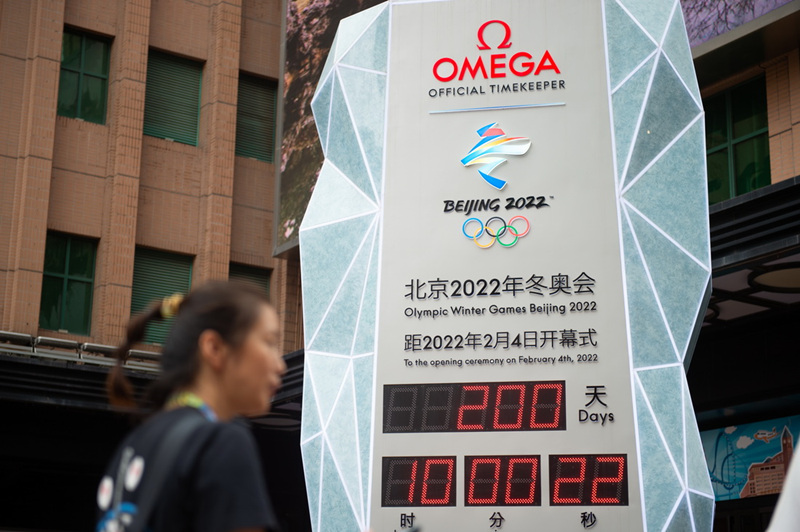 OMEGA
OFFICIAL TIMEKEEPER
BEIJING 2022™
北京2022年冬奥会
Olympic Winter Games Beijing 2022
距2022年2月4日开幕式
To the opening ceremony on February 4th, 2022
200 天
Days
10 00 22
时 分 秒